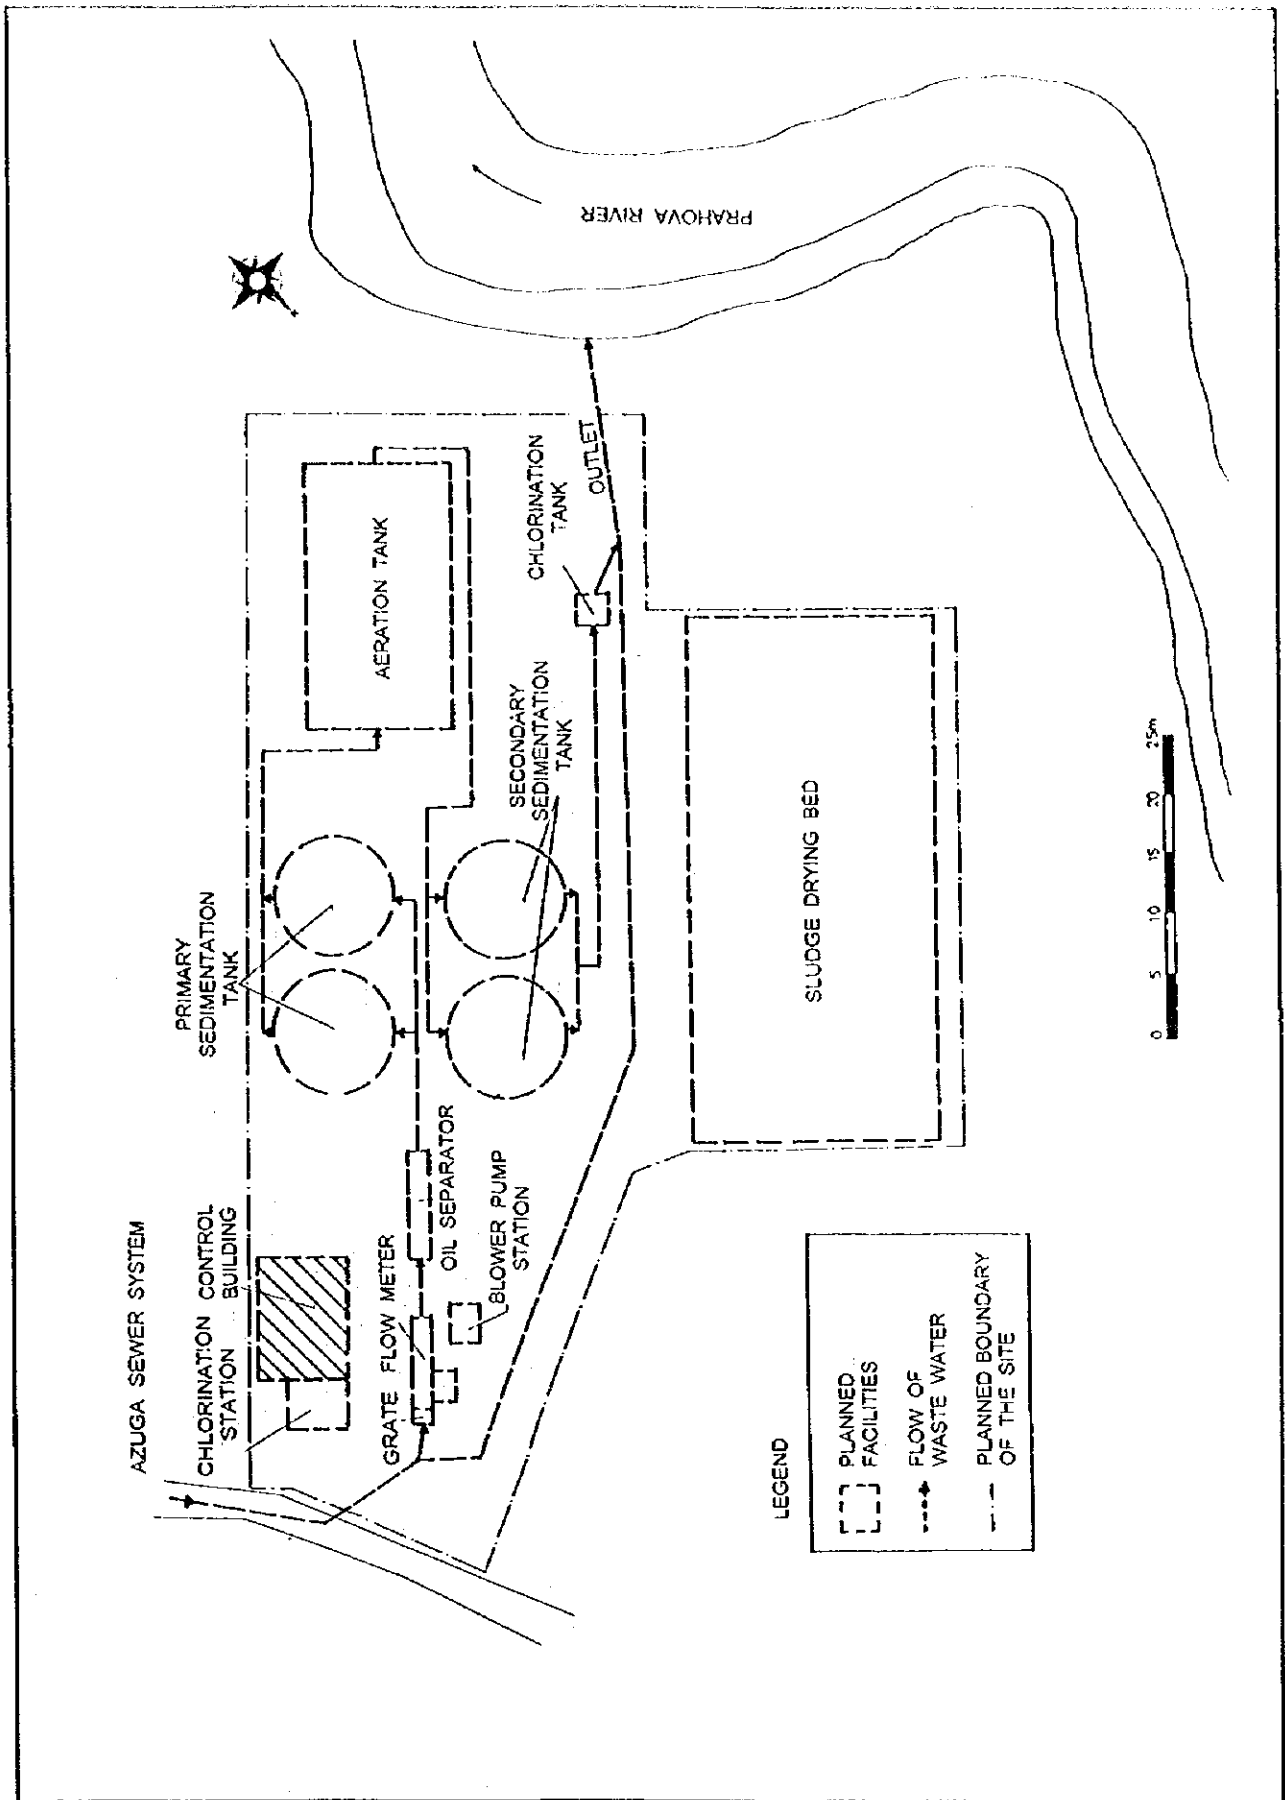 AZUGA SEWER SYSTEM
CHLORINATION
STATION
CONTROL
BUILDING
PRIMARY
SEDIMENTATION
TANK
GRATE
FLOW METER
OIL SEPARATOR
BLOWER PUMP
STATION
SECONDARY
SEDIMENTATION
TANK
AERATION TANK
CHLORINATION
TANK
OUTLET
PRAHOVA RIVER
SLUDGE DRYING BED
LEGEND
PLANNED
FACILITIES
FLOW OF
WASTE WATER
PLANNED BOUNDARY
OF THE SITE
0 5 10 15 20 25m